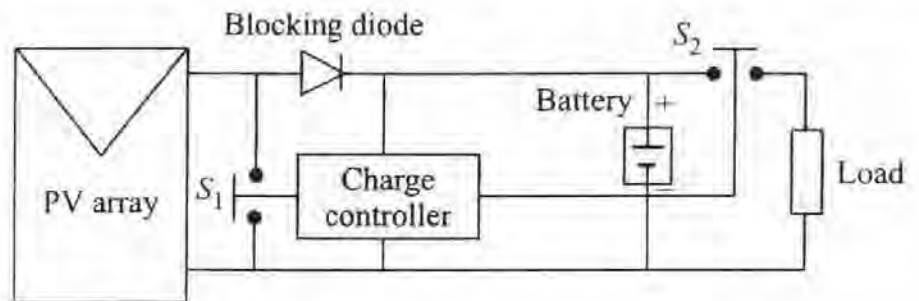 Blocking diode
S2
Battery +
PV array
S1
Charge
controller
Load